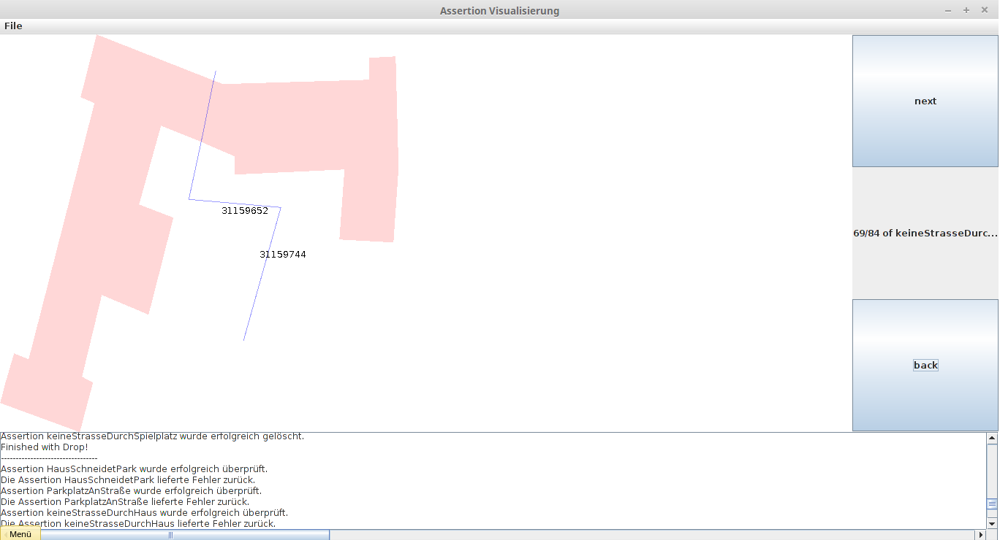 Assertion Visualisierung
File
next
31159652
69/84 of keineStrasseDurc...
31159744
back
Assertion keineStrasseDurchSpielplatz wurde erfolgreich gelöscht.
Finished with Drop!
--------------------------------
Assertion HausSchneidetPark wurde erfolgreich überprüft.
Die Assertion HausSchneidetPark lieferte Fehler zurück.
Assertion ParkplatzAnStraße wurde erfolgreich überprüft.
Die Assertion ParkplatzAnStraße lieferte Fehler zurück.
Assertion keineStrasseDurchHaus wurde erfolgreich überprüft.
Die Assertion keineStrasseDurchHaus lieferte Fehler zurück.
Menü